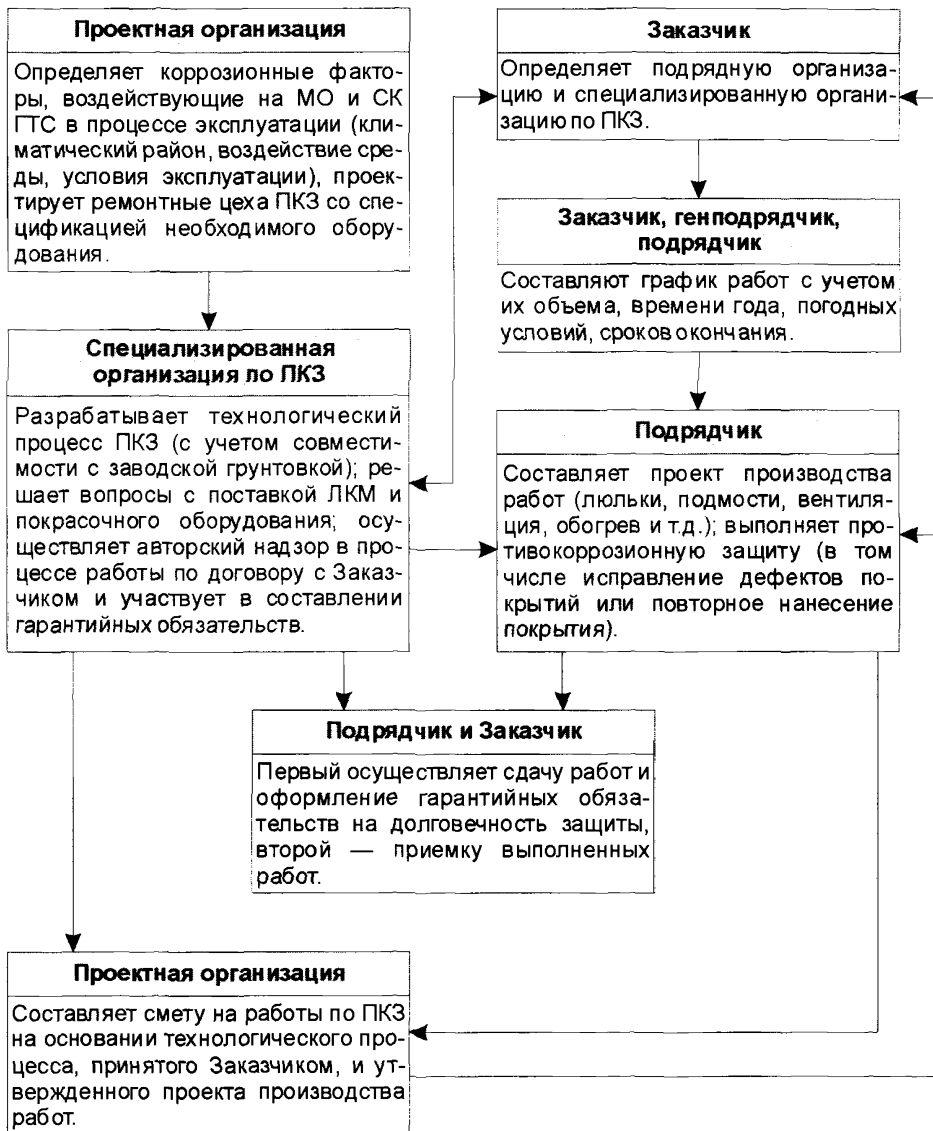 Проектная организация
Определяет коррозионные факто-
ры, воздействующие на МО и СК
ГТС в процессе эксплуатации (кли-
матический район, воздействие сре-
ды, условия эксплуатации), проек-
тирует ремонтные цеха ПКЗ со спе-
цификацией необходимого обору-
дования.
Заказчик
Определяет подрядную организа-
цию и специализированную органи-
зацию по ПКЗ.
Заказчик, генподрядчик,
подрядчик
Составляют график работ с учетом
их объема, времени года, погодных
условий, сроков окончания.
Специализированная
организация по ПКЗ
Разрабатывает технологический
процесс ПКЗ (с учетом совмести-
мости с заводской грунтовкой); ре-
шает вопросы с поставкой ЛКМ и
покрасочного оборудования; осу-
ществляет авторский надзор в про-
цессе работы по договору с Заказ-
чиком и участвует в составлении
гарантийных обязательств.
Подрядчик
Составляет проект производства
работ (люльки, подмости, вентиля-
ция, обогрев и т.д.); выполняет про-
тивокоррозионную защиту (в том
числе исправление дефектов по-
крытий или повторное нанесение
покрытия).
Подрядчик и Заказчик
Первый осуществляет сдачу работ и
оформление гарантийных обяза-
тельств на долговечность защиты,
второй — приемку выполненных
работ.
Проектная организация
Составляет смету на работы по ПКЗ
на основании технологического про-
цесса, принятого Заказчиком, и ут-
вержденного проекта производства
работ.